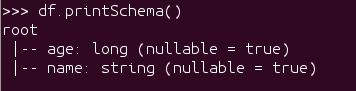 >>> df.printSchema()
root
 |-- age: long (nullable = true)
 |-- name: string (nullable = true)